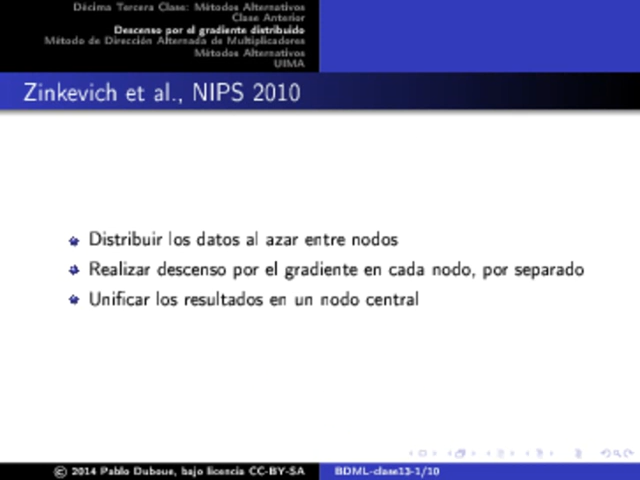 Décima Tercera Clase: Métodos Alternativos
Clase Anterior
Descenso por el gradiente distribuido
Método de Dirección Alternada de Multiplicadores
Métodos Alternativos
UIMA
Zinkevich et al., NIPS 2010
Distribuir los datos al azar entre nodos
Realizar descenso por el gradiente en cada nodo, por separado
Unificar los resultados en un nodo central
© 2014 Pablo Duboue, bajo licencia CC-BY-SA
BDML-clase13-1/10